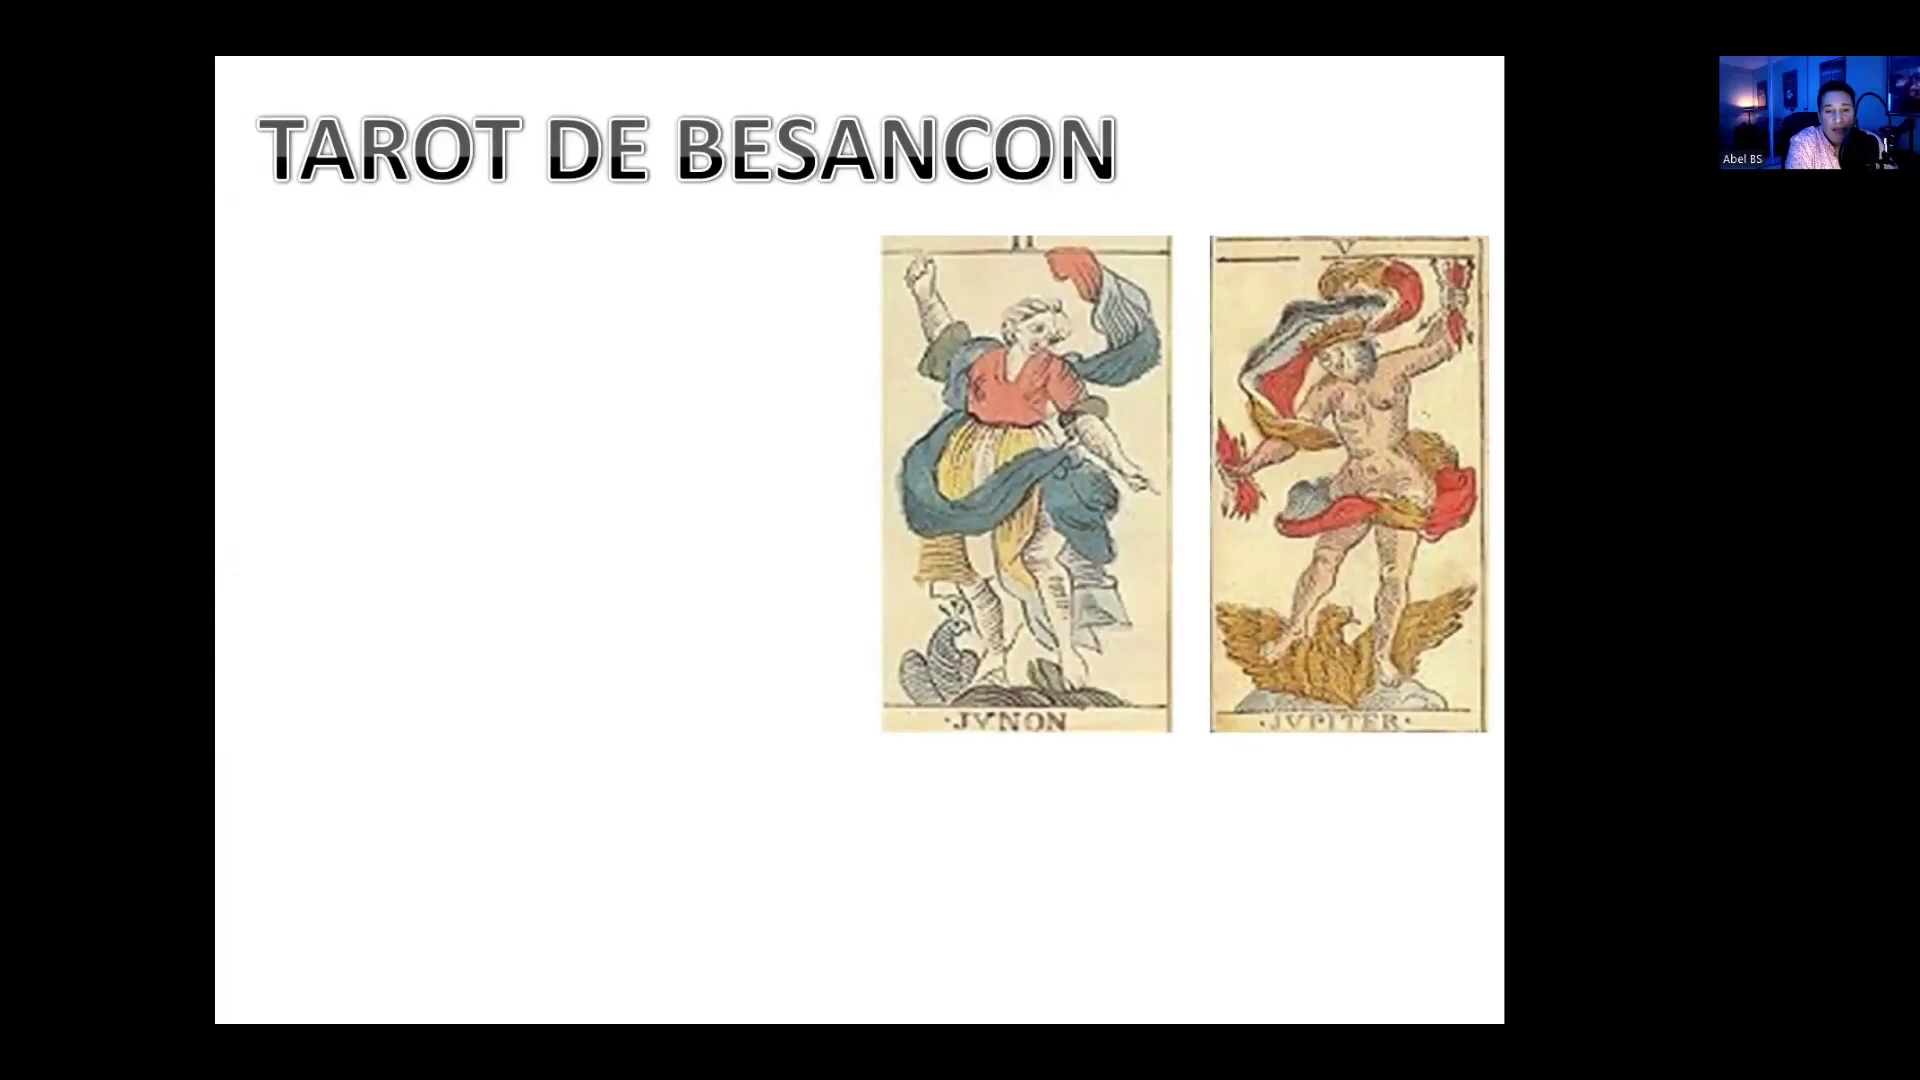 TAROT DE BESANCON
II
V
·JVNON
·JVPITER·
Abel BS